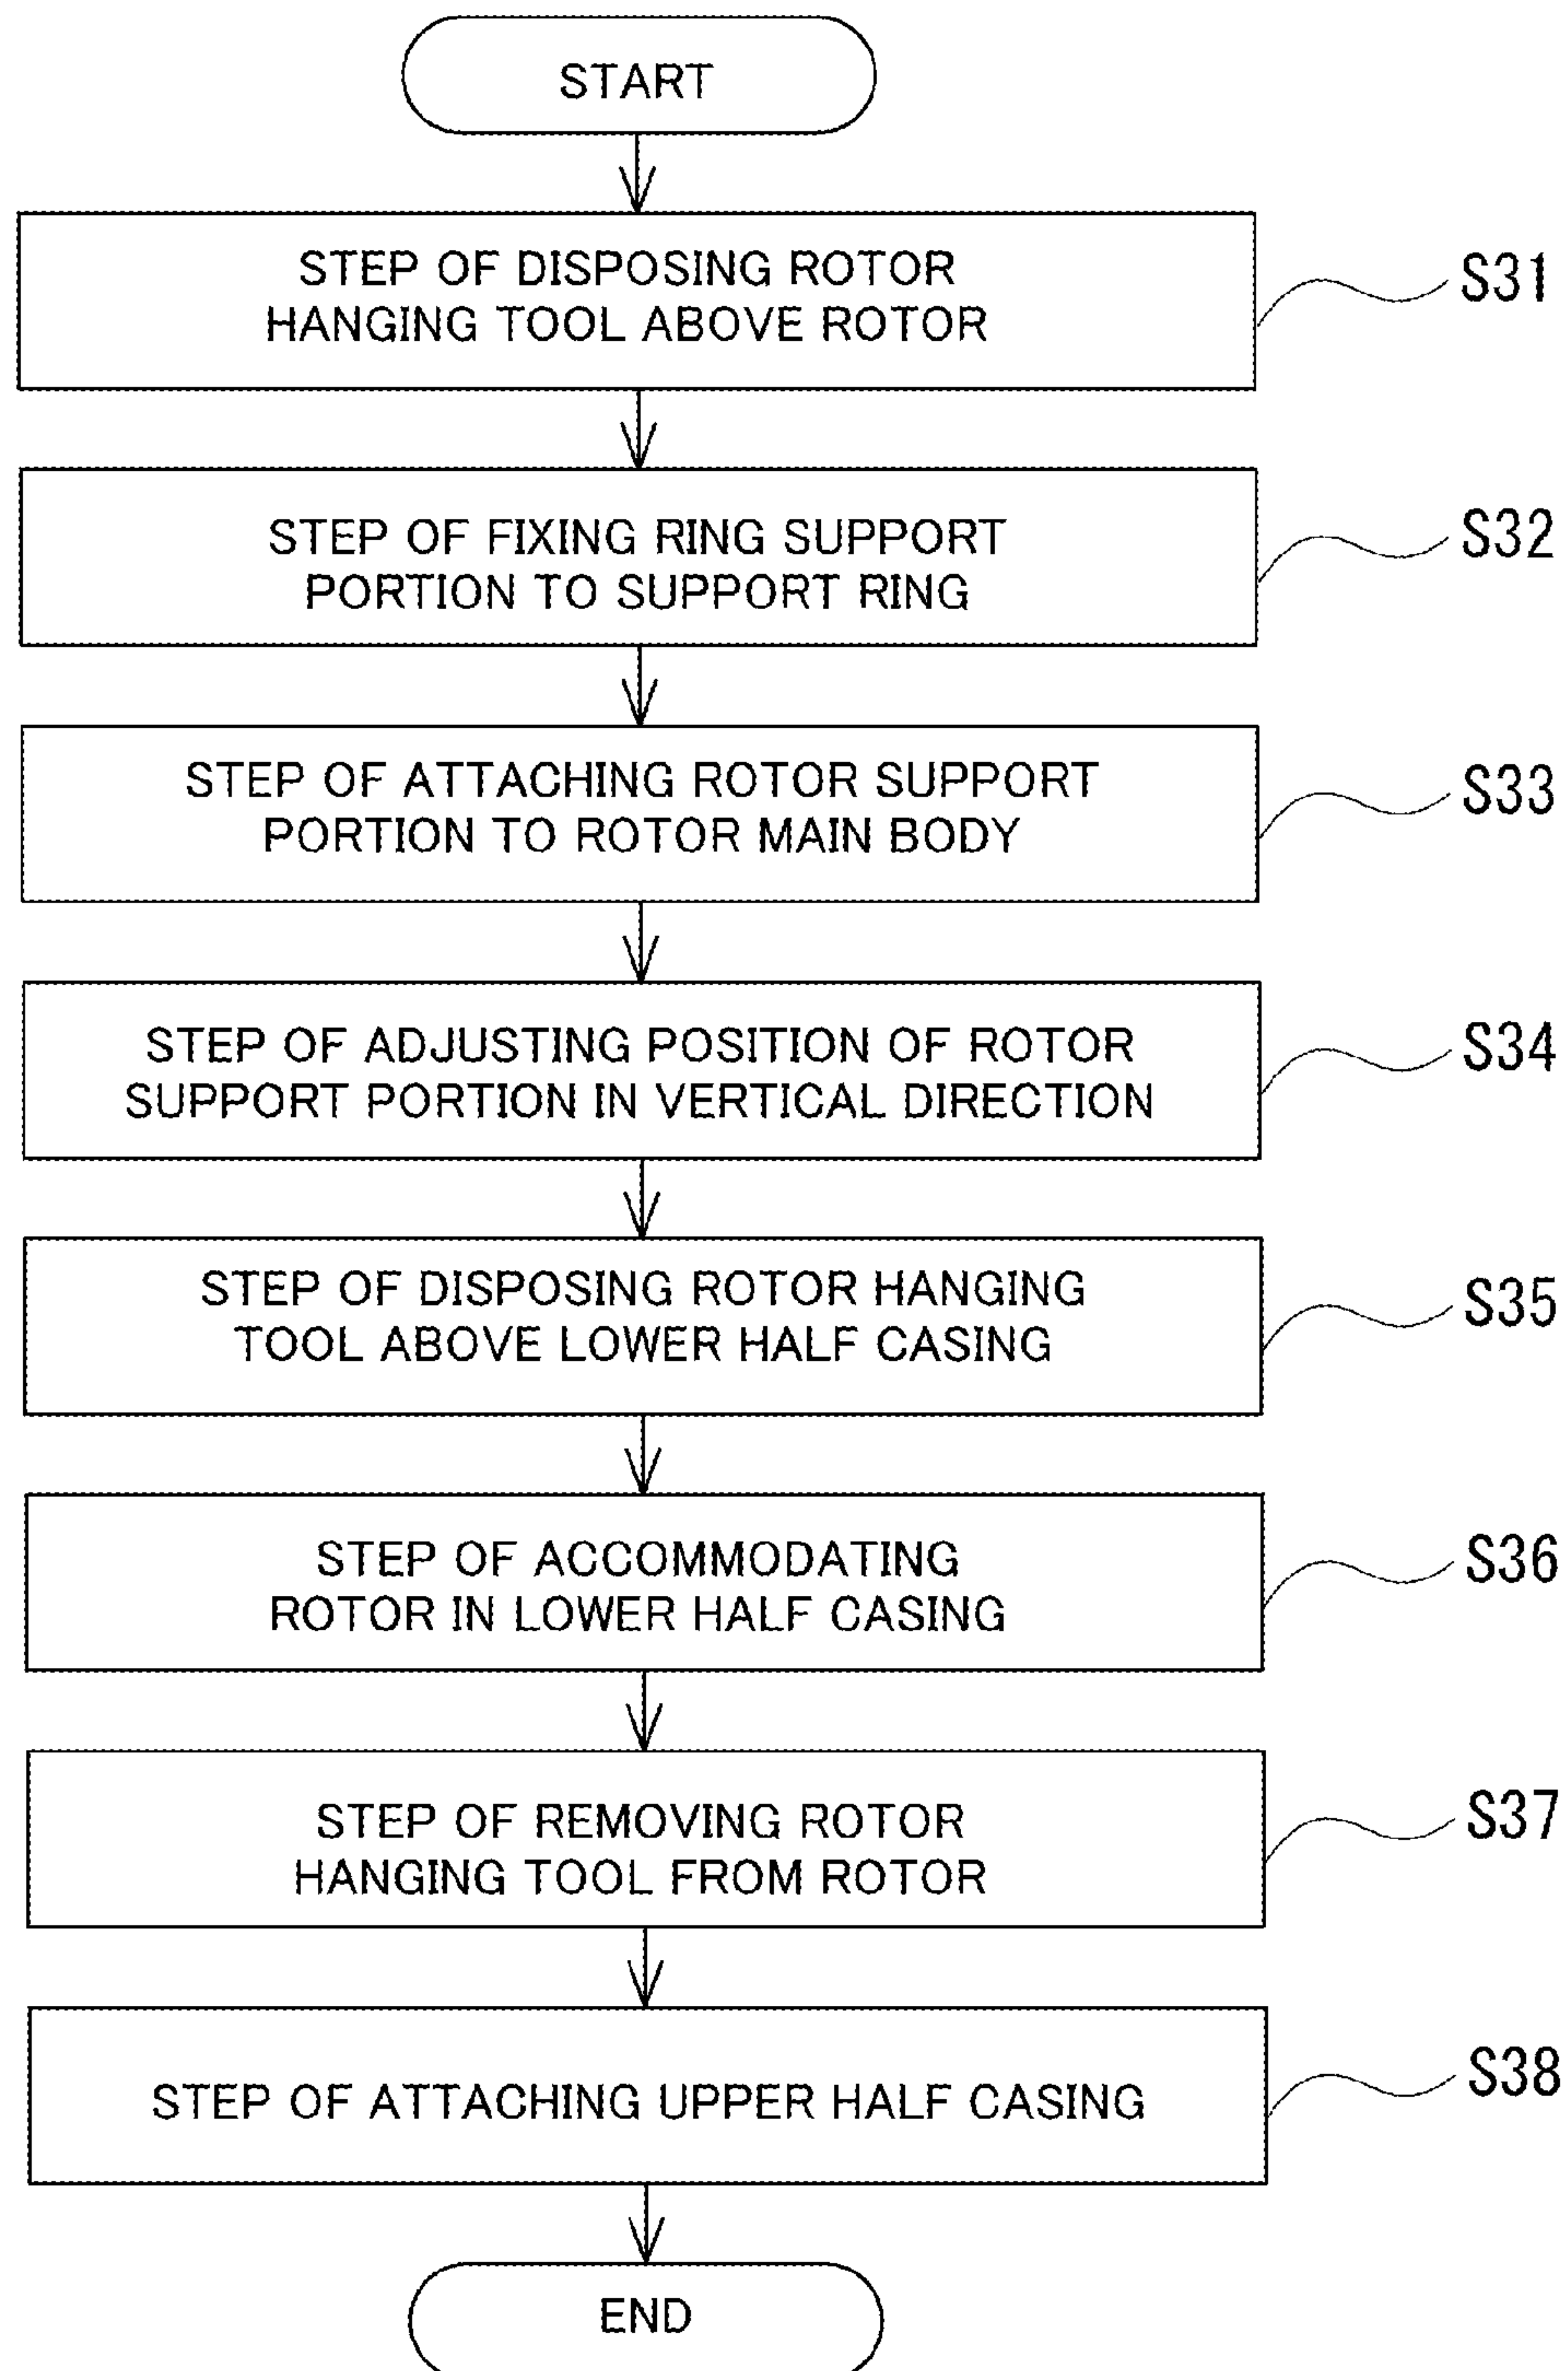 START
STEP OF DISPOSING ROTOR
HANGING TOOL ABOVE ROTOR
S31
STEP OF FIXING RING SUPPORT
PORTION TO SUPPORT RING
S32
STEP OF ATTACHING ROTOR SUPPORT
PORTION TO ROTOR MAIN BODY
S33
STEP OF ADJUSTING POSITION OF ROTOR
SUPPORT PORTION IN VERTICAL DIRECTION
S34
STEP OF DISPOSING ROTOR HANGING
TOOL ABOVE LOWER HALF CASING
S35
STEP OF ACCOMMODATING
ROTOR IN LOWER HALF CASING
S36
STEP OF REMOVING ROTOR
HANGING TOOL FROM ROTOR
S37
STEP OF ATTACHING UPPER HALF CASING
S38
END